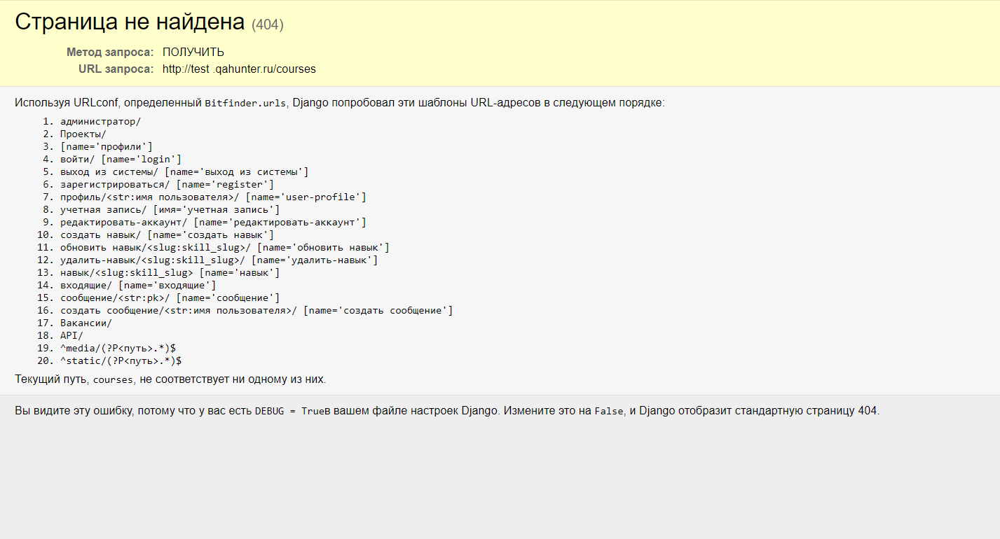 Страница не найдена (404)
Метод запроса: ПОЛУЧИТЬ
URL запроса: http://test .qahunter.ru/courses
Используя URLconf, определенный Bitfinder.urls, Django попробовал эти шаблоны URL-адресов в следующем порядке:
1. администратор/
2. Проекты/
3. [name='профили']
4. войти/ [name='login']
5. выход из системы/ [name='выход из системы']
6. зарегистрироваться/ [name='register']
7. профиль/<str:имя пользователя>/ [name='user-profile']
8. учетная запись/ [имя='учетная запись']
9. редактировать-аккаунт/ [name='редактировать-аккаунт']
10. создать навык/ [name='создать навык']
11. обновить навык/<slug:skill_slug>/ [name='обновить навык']
12. удалить-навык/<slug:skill_slug>/ [name='удалить-навык']
13. навык/<slug:skill_slug> [name='навык']
14. входящие/ [name='входящие']
15. сообщение/<str:pk>/ [name='сообщение']
16. создать сообщение/<str:имя пользователя>/ [name='создать сообщение']
17. Вакансии/
18. API/
19. ^media/(?P<путь>.*)$
20. ^static/(?P<путь>.*)$
Текущий путь, courses, не соответствует ни одному из них.
Вы видите эту ошибку, потому что у вас есть DEBUG = Trueв вашем файле настроек Django. Измените это на False, и Django отобразит стандартную страницу 404.